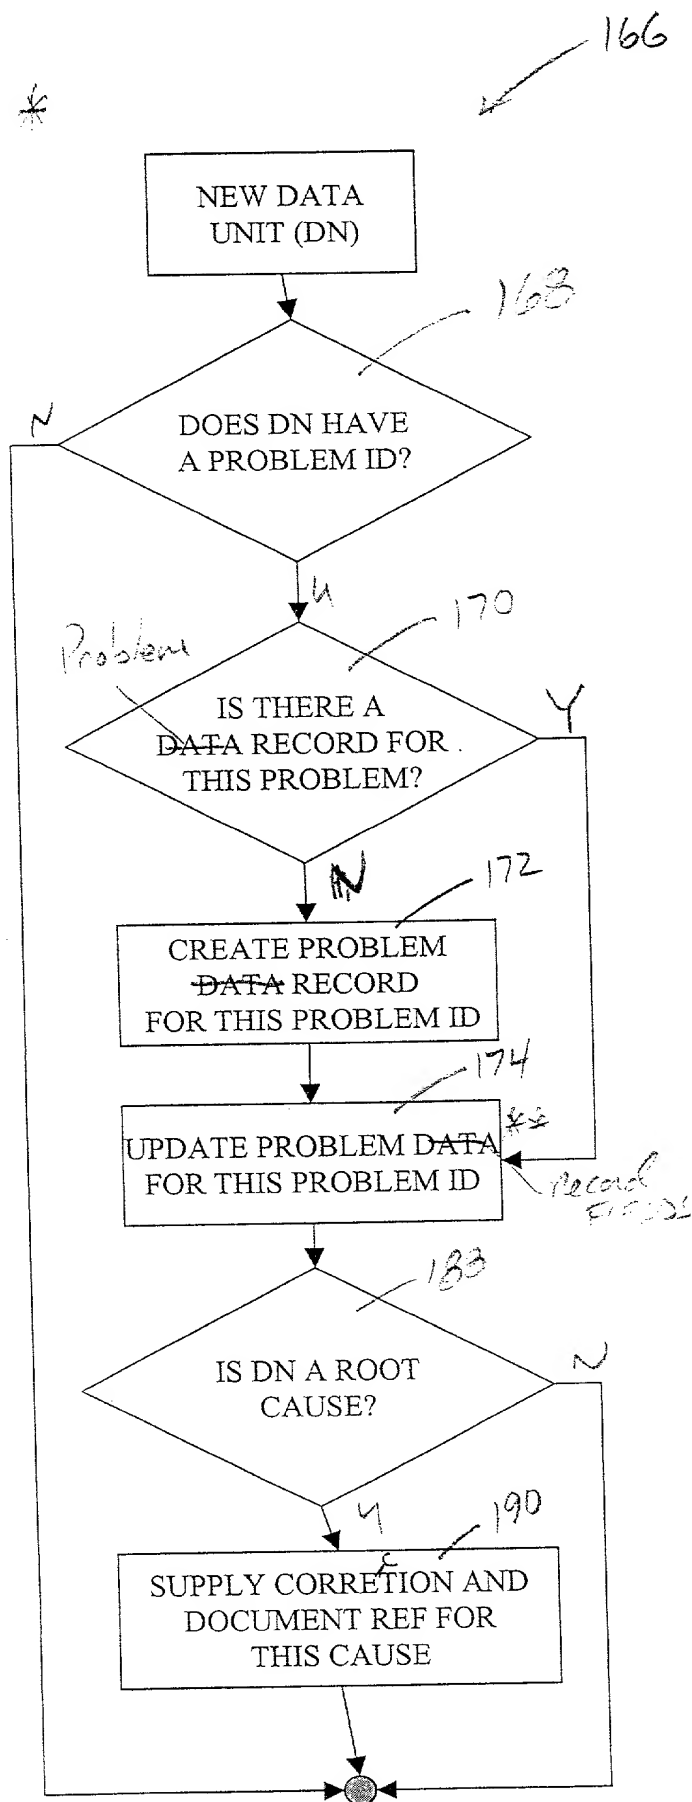 166
*
NEW DATA
UNIT (DN)
168
N
DOES DN HAVE
A PROBLEM ID?
Y
170
Problem
Y
IS THERE A
DATA RECORD FOR
THIS PROBLEM?
N
172
CREATE PROBLEM
DATA RECORD
FOR THIS PROBLEM ID
174
**
UPDATE PROBLEM DATA
FOR THIS PROBLEM ID
record
183
N
IS DN A ROOT
CAUSE?
Y
190
c
SUPPLY CORRETION AND
DOCUMENT REF FOR
THIS CAUSE